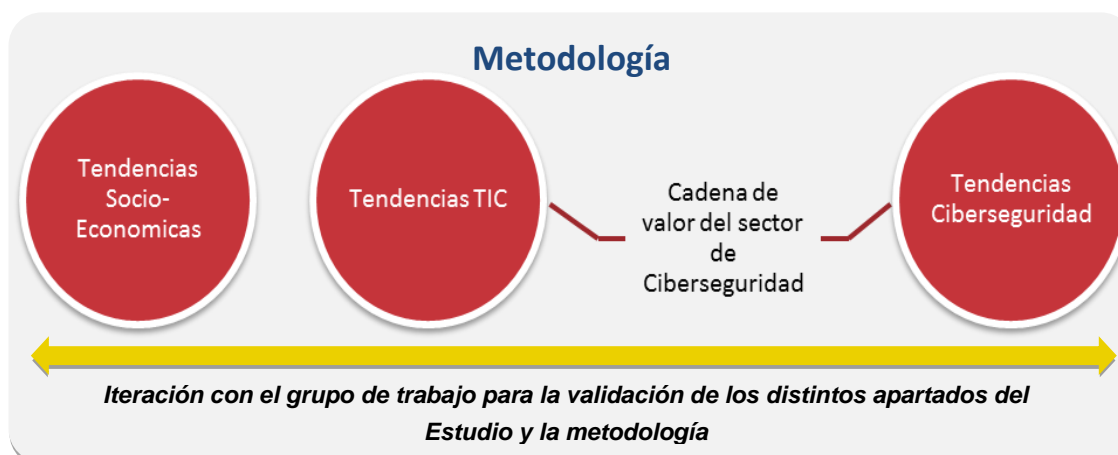 Metodología
Tendencias
Socio-
Economicas
Tendencias TIC
Cadena de
valor del sector
de
Ciberseguridad
Tendencias
Ciberseguridad
Iteración con el grupo de trabajo para la validación de los distintos apartados del
Estudio y la metodología